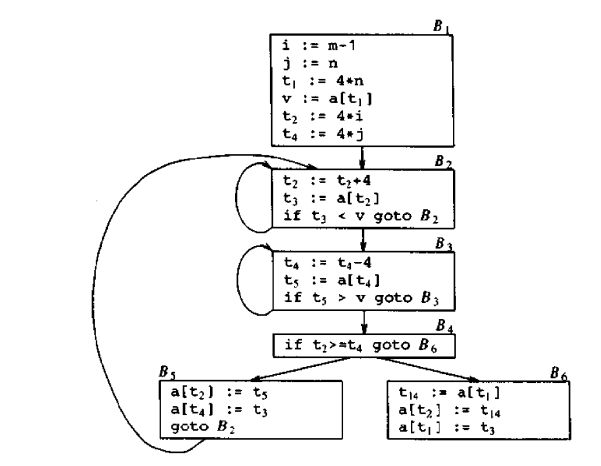 B₁
i := m-1
j := n
t₁ := 4*n
v := a[t₁]
t₂ := 4*i
t₄ := 4*j
B₂
t₂ := t₂+4
t₃ := a[t₂]
if t₃ < v goto B₂
B₃
t₄ := t₄-4
t₅ := a[t₄]
if t₅ > v goto B₃
B₄
if t₂>=t₄ goto B₆
B₅
a[t₂] := t₅
a[t₄] := t₃
goto B₂
B₆
t₁₄ := a[t₁]
a[t₂] := t₁₄
a[t₁] := t₃